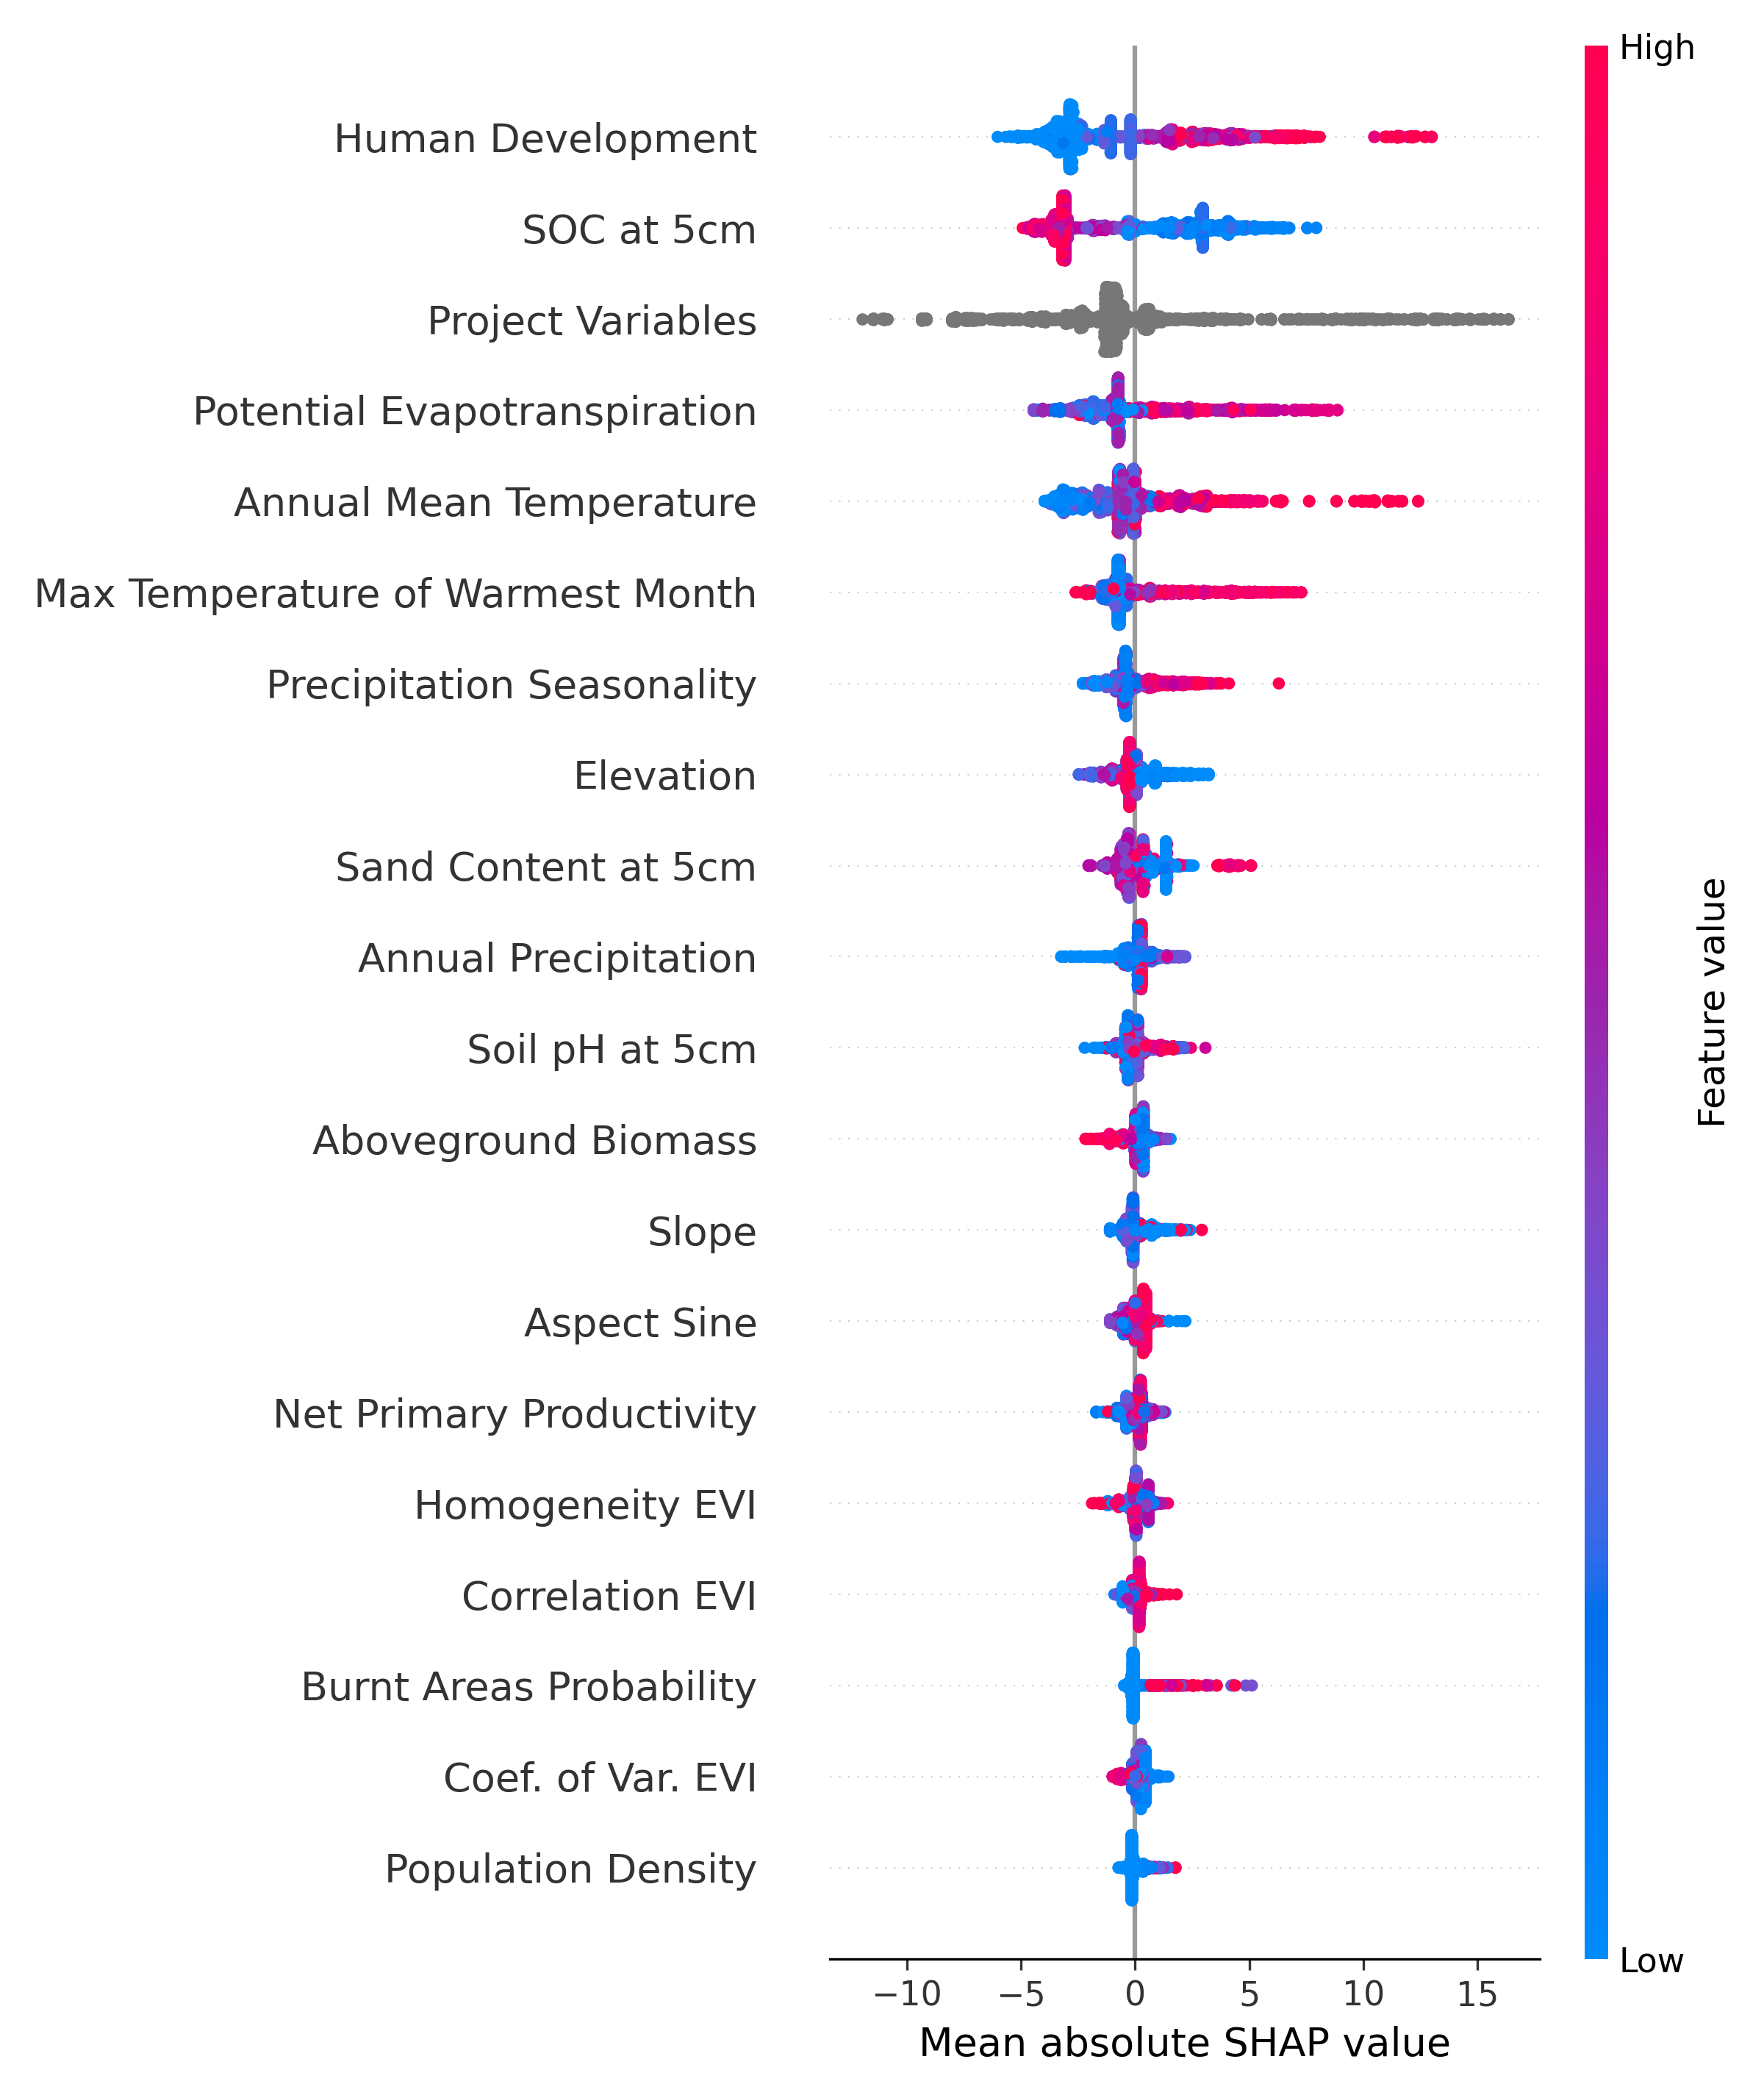 High
Human Development
SOC at 5cm
Project Variables
Potential Evapotranspiration
Annual Mean Temperature
Max Temperature of Warmest Month
Precipitation Seasonality
Elevation
Sand Content at 5cm
Annual Precipitation
Soil pH at 5cm
Aboveground Biomass
Slope
Aspect Sine
Net Primary Productivity
Homogeneity EVI
Correlation EVI
Burnt Areas Probability
Coef. of Var. EVI
Population Density
Feature value
Low
−10 −5 0 5 10 15
Mean absolute SHAP value